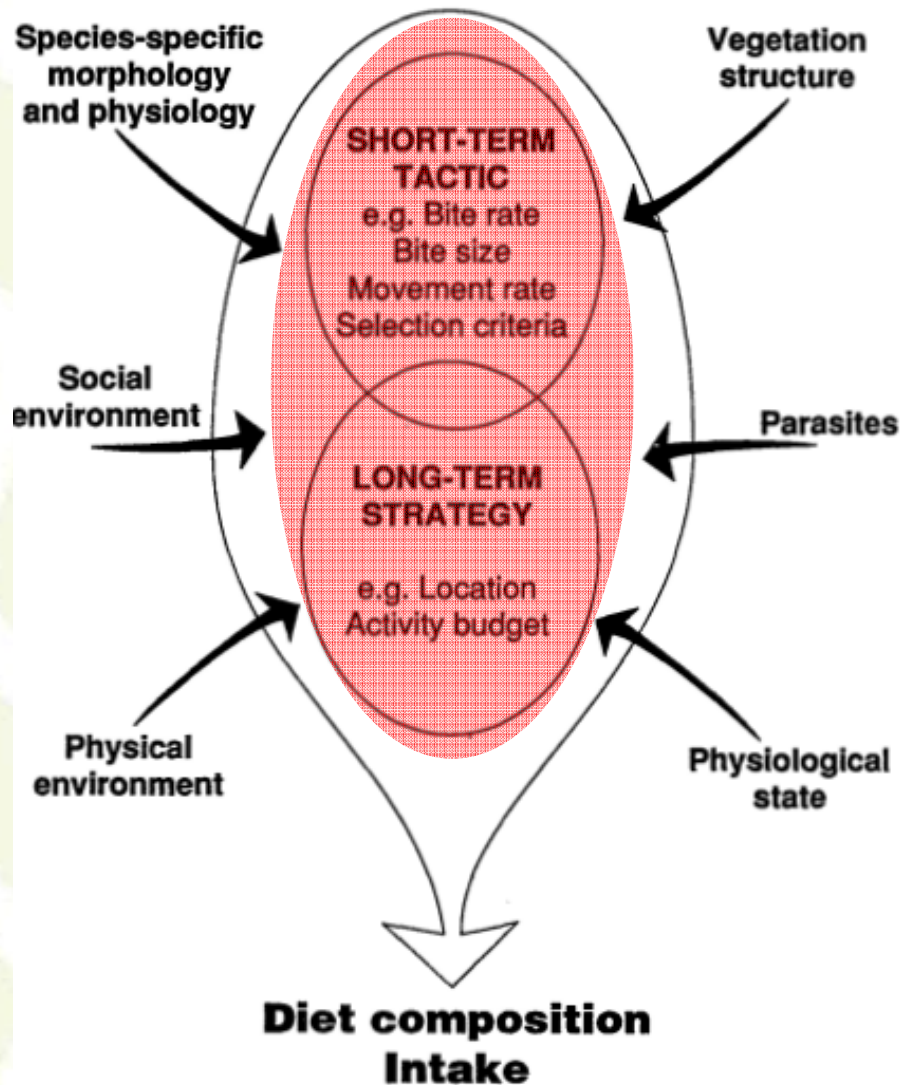 Species-specific
morphology
and physiology
Vegetation
structure
SHORT-TERM
TACTIC
e.g. Bite rate
Bite size
Movement rate
Selection criteria
Social
environment
Parasites
LONG-TERM
STRATEGY
e.g. Location
Activity budget
Physical
environment
Physiological
state
Diet composition
Intake